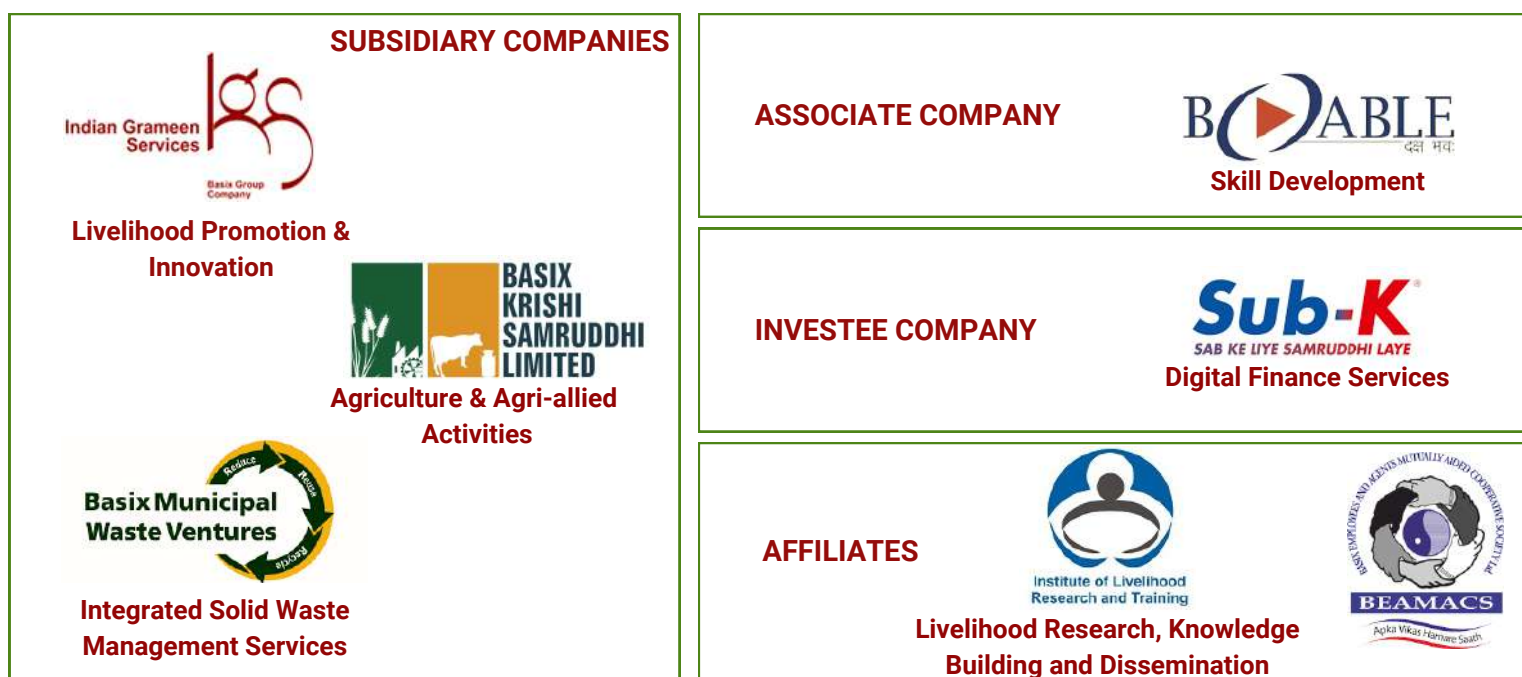 SUBSIDIARY COMPANIES
Indian Grameen
Services
lgs
Basix Group
Company
Livelihood Promotion &
Innovation
BASIX
KRISHI
SAMRUDDHI
LIMITED
Agriculture & Agri-allied
Activities
Reduce
Reuse
Recycle
Basix Municipal
Waste Ventures
Integrated Solid Waste
Management Services
ASSOCIATE COMPANY
B ABLE
दक्ष भवः
Skill Development
INVESTEE COMPANY
Sub-K®
SAB KE LIYE SAMRUDDHI LAYE
Digital Finance Services
AFFILIATES
Institute of Livelihood
Research and Training
Livelihood Research, Knowledge
Building and Dissemination
BASIX EMPLOYEES AND AGENTS MUTUALLY AIDED COOPERATIVE SOCIETY Ltd
BEAMACS
Apka Vikas Hamare Saath